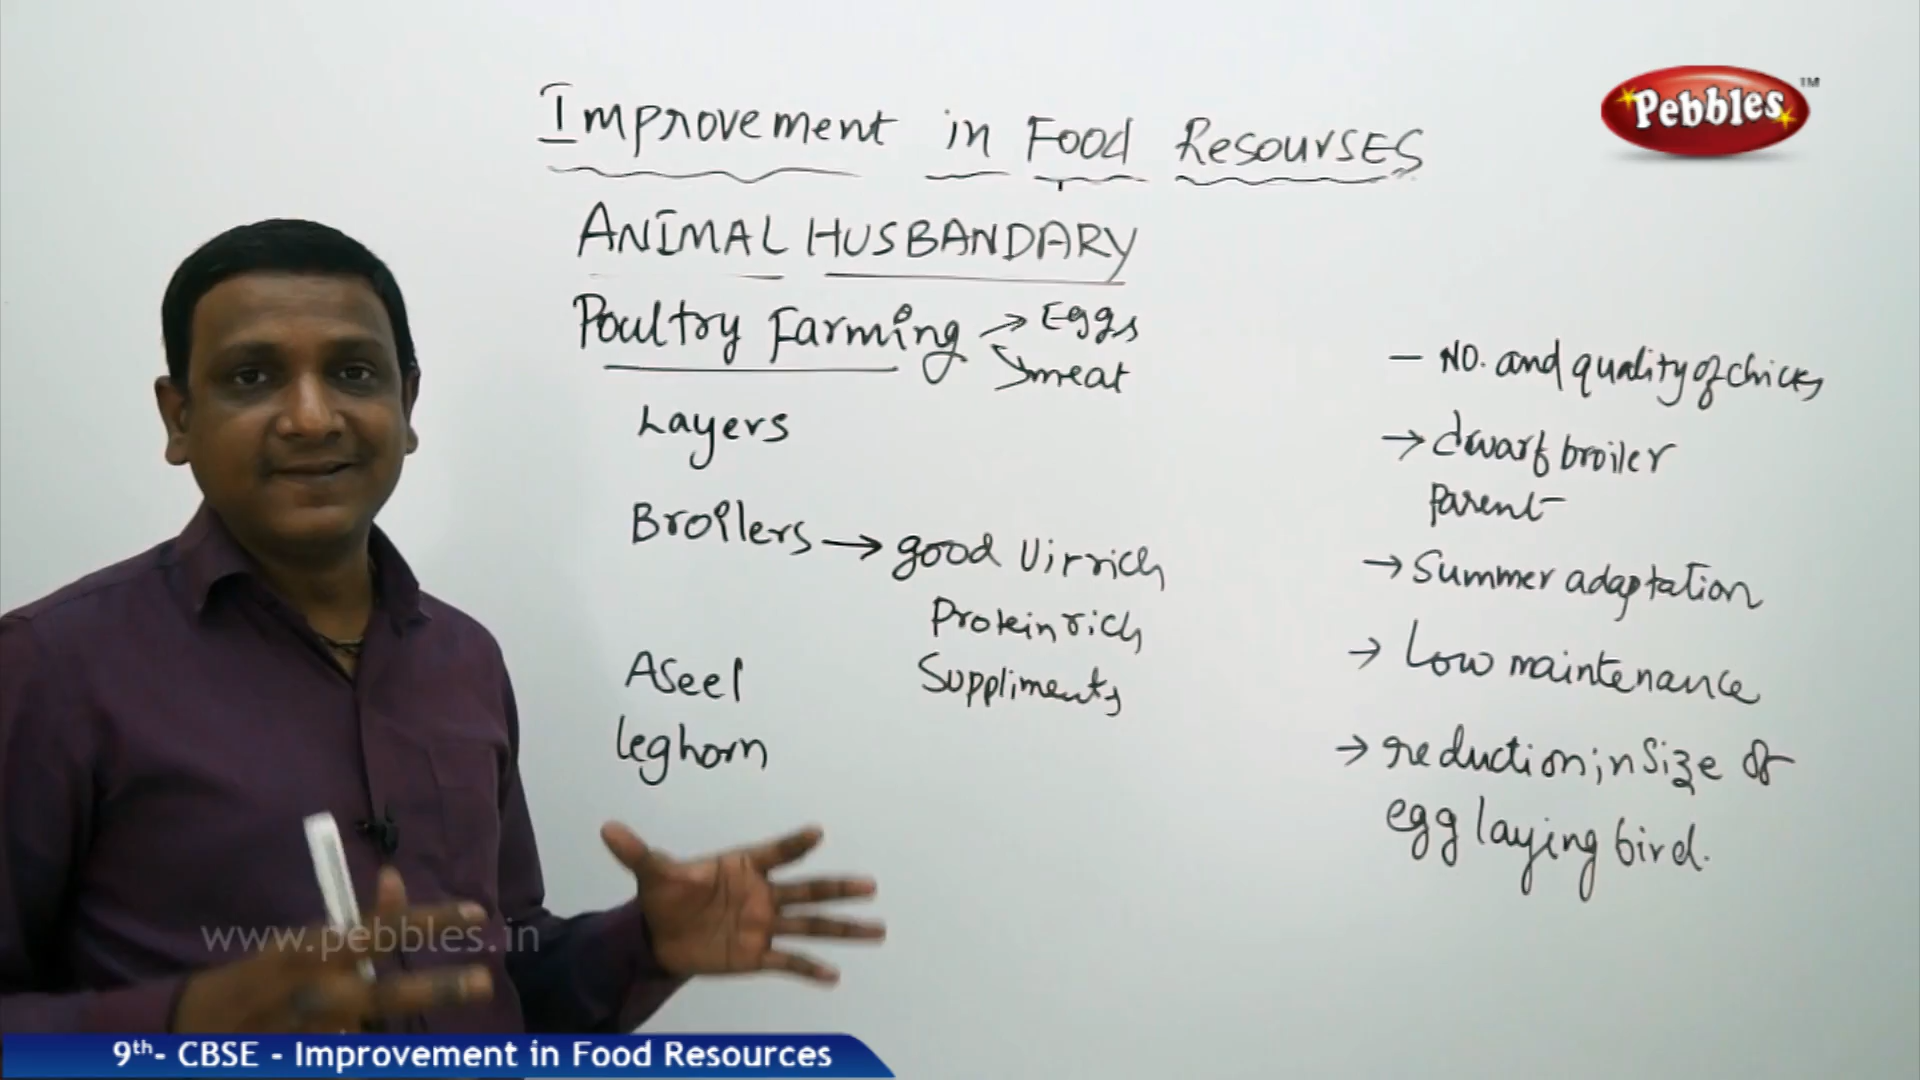 Improvement in Food ResoursES
ANIMAL HUSBANDARY
Poultry Farming → Eggs
→ meat
Layers
Broilers → good Vit rich
Protein rich
Suppliments
Aseel
leghorn
– NO. and quality of chicks
→ dwarf broiler
Parent
→ Summer adaptation
→ Low maintenance
→ reduction in size of
egg laying bird.
Pebbles™
www.pebbles.in
9th- CBSE - Improvement in Food Resources